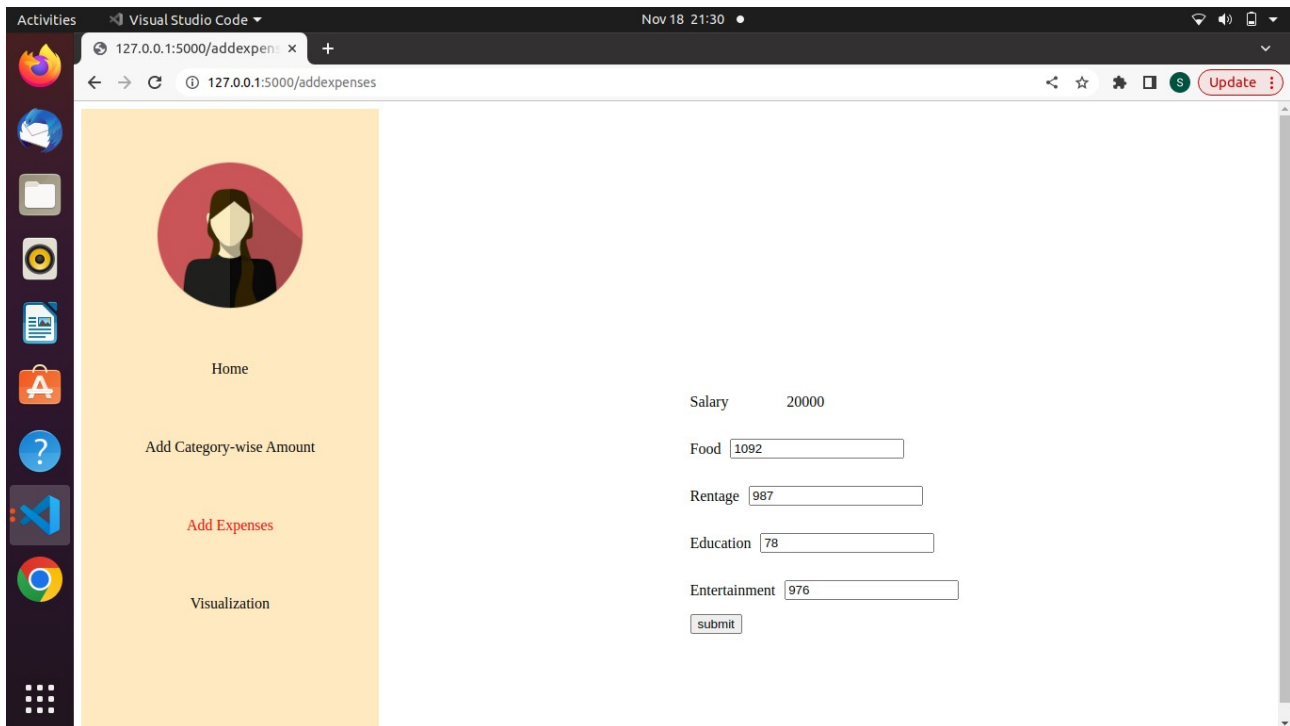 Activities Visual Studio Code Nov 18 21:30
127.0.0.1:5000/addexpens
127.0.0.1:5000/addexpenses S Update
Home
Add Category-wise Amount
Add Expenses
Visualization
Salary 20000
Food 1092
Rentage 987
Education 78
Entertainment 976
submit